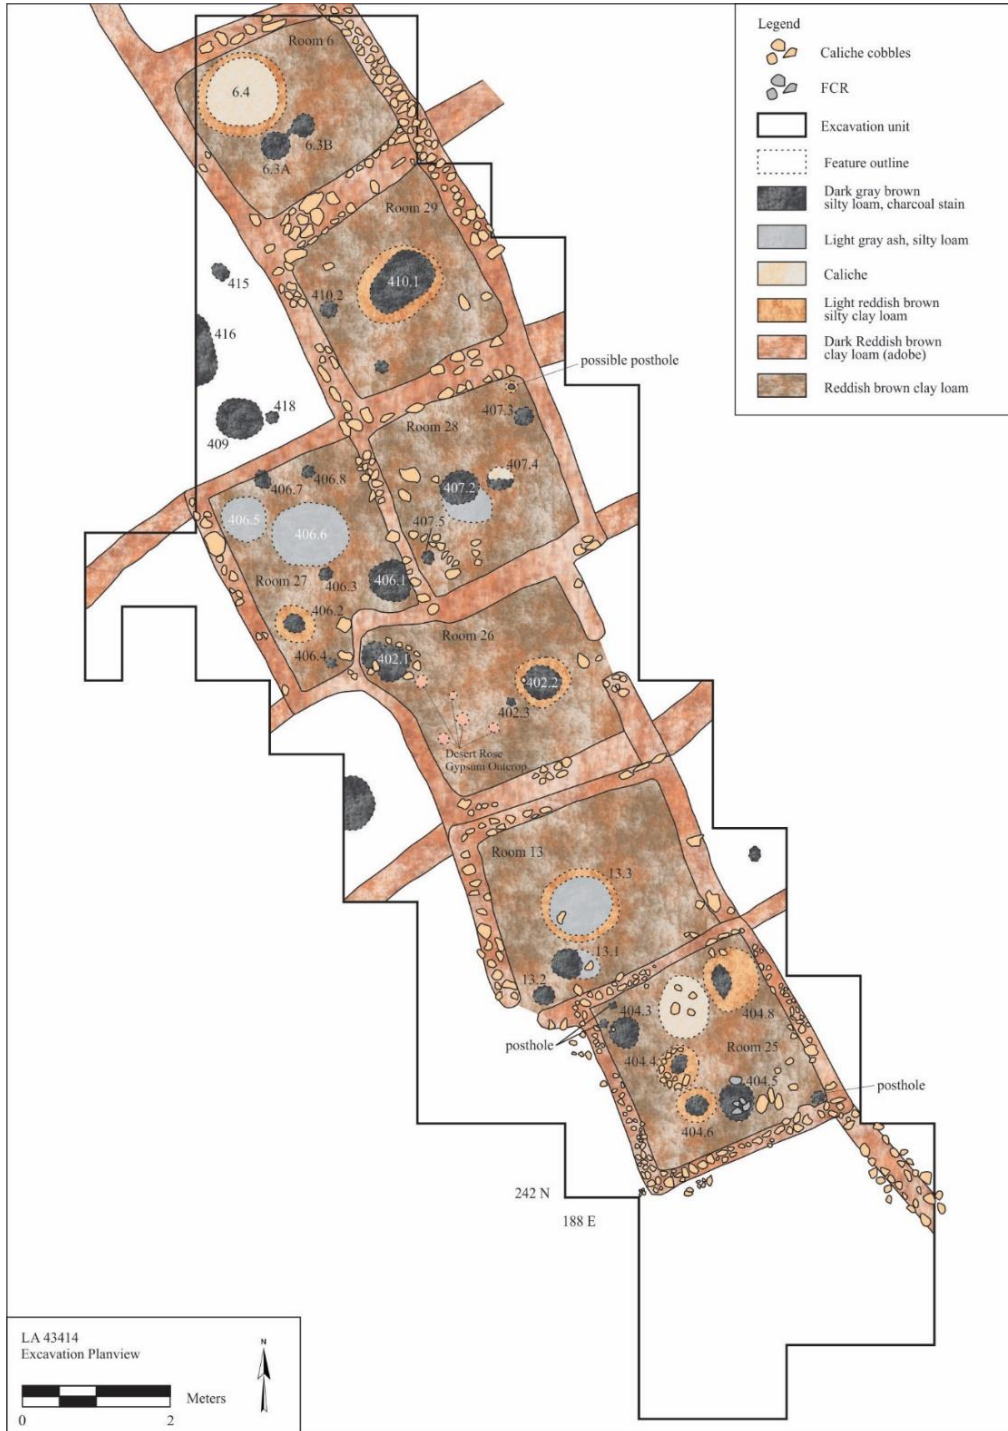 Legend
Caliche cobbles
FCR
Excavation unit
Feature outline
Dark gray brown
silty loam, charcoal stain
Light gray ash, silty loam
Caliche
Light reddish brown
silty clay loam
Dark Reddish brown
clay loam (adobe)
Reddish brown clay loam
Room 6
6.4
6.3B
6.3A
Room 29
410.1
410.2
415
416
418
409
possible posthole
407.3
Room 28
407.4
407.2
407.5
406.8
406.7
406.5
406.6
406.3
406.1
Room 27
406.2
406.4
Room 26
402.1
402.2
402.3
Desert Rose
Gypsum Outcrop
Room 13
13.3
13.1
13.2
404.3
posthole
404.8
404.4
Room 25
404.5
posthole
404.6
242 N
188 E
LA 43414
Excavation Planview
N
Meters
0
2